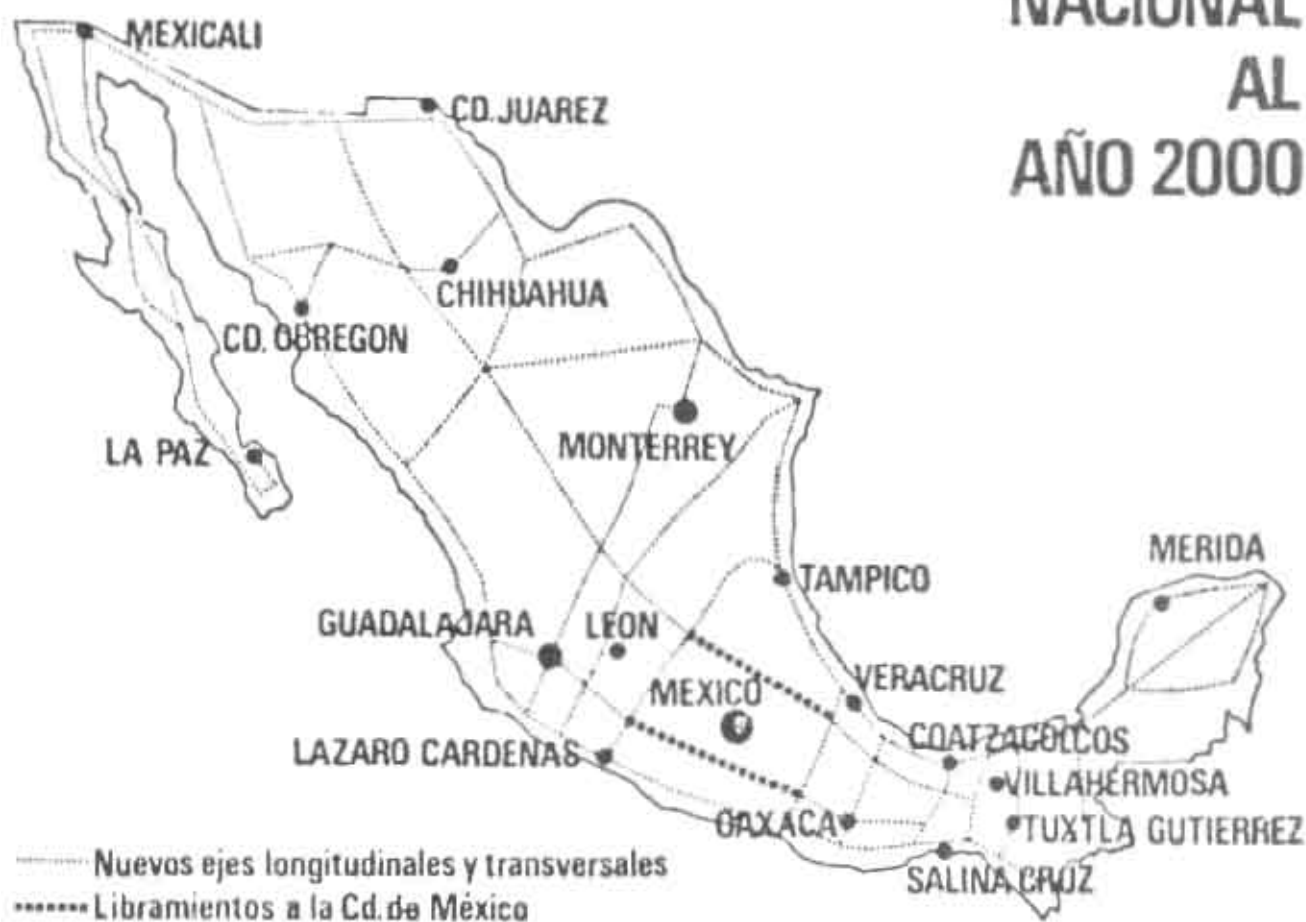 NACIONAL
AL
AÑO 2000
MEXICALI
CD. JUAREZ
CHIHUAHUA
CD. OBREGON
LA PAZ
MONTERREY
MERIDA
TAMPICO
GUADALAJARA
LEON
MEXICO
VERACRUZ
COATZACOLCOS
LAZARO CARDENAS
VILLAHERMOSA
OAXACA
TUXTLA GUTIERREZ
SALINA CRUZ
Nuevos ejes longitudinales y transversales
Libramientos a la Cd. de México